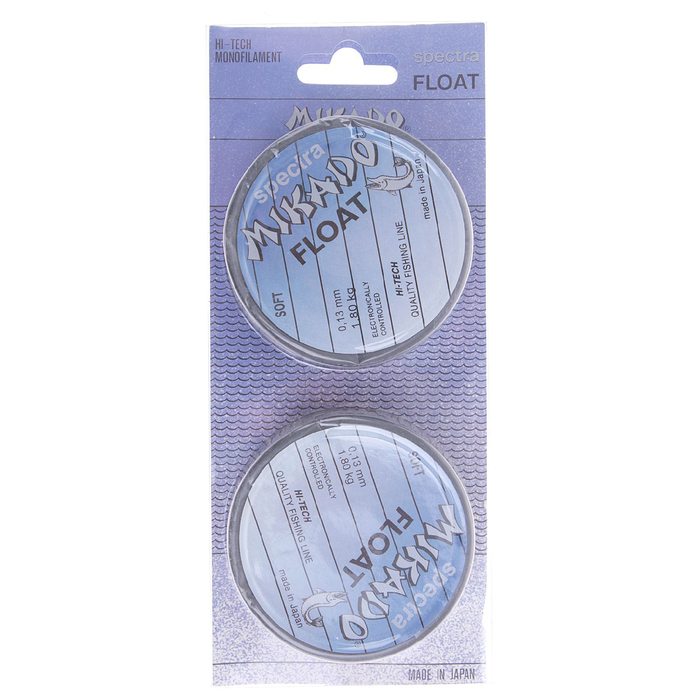 HI-TECH
MONOFILAMENT
spectra
FLOAT
MIKADO
spectra
MIKADO
FLOAT
made in Japan
SOFT
0,13 mm
1,80 kg
ELECTRONICALLY
CONTROLLED
HI-TECH
QUALITY FISHING LINE
SOFT
0,13 mm
1,80 kg
ELECTRONICALLY
CONTROLLED
HI-TECH
QUALITY FISHING LINE
MIKADO
FLOAT
spectra
made in Japan
MADE IN JAPAN